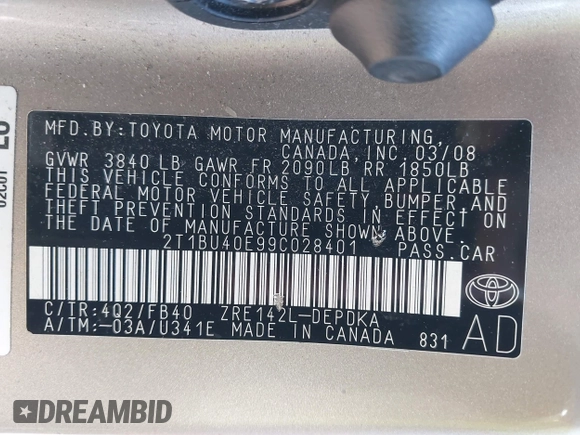 MFD. BY: TOYOTA MOTOR MANUFACTURING,
CANADA, INC. 03/08
GVWR 3840 LB GAWR FR 2090LB RR 1850LB
THIS VEHICLE CONFORMS TO ALL APPLICABLE
FEDERAL MOTOR VEHICLE SAFETY, BUMPER, AND
THEFT PREVENTION STANDARDS IN EFFECT ON
THE DATE OF MANUFACTURE SHOWN ABOVE.
2T1BU40E99C028401 PASS. CAR
C/TR: 4Q2/FB40 ZRE142L-DEPDKA
A/TM: -03A/U341E MADE IN CANADA 831
AD
DREAMBID